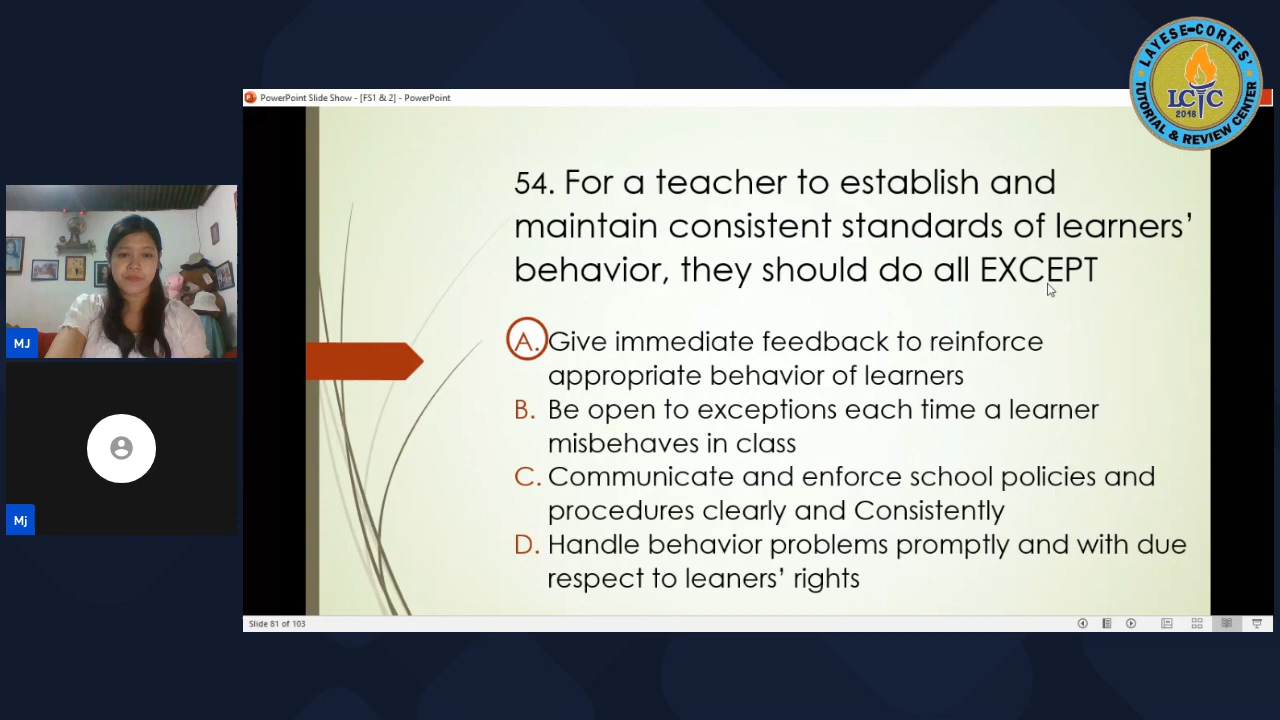 LAYESE-CORTES'
LCTC
2018
TUTORIAL & REVIEW CENTER
PowerPoint Slide Show - [FS1 & 2] - PowerPoint
54. For a teacher to establish and
maintain consistent standards of learners'
behavior, they should do all EXCEPT
A. Give immediate feedback to reinforce
appropriate behavior of learners
B. Be open to exceptions each time a learner
misbehaves in class
C. Communicate and enforce school policies and
procedures clearly and Consistently
D. Handle behavior problems promptly and with due
respect to leaners' rights
MJ
Mj
Slide 81 of 103